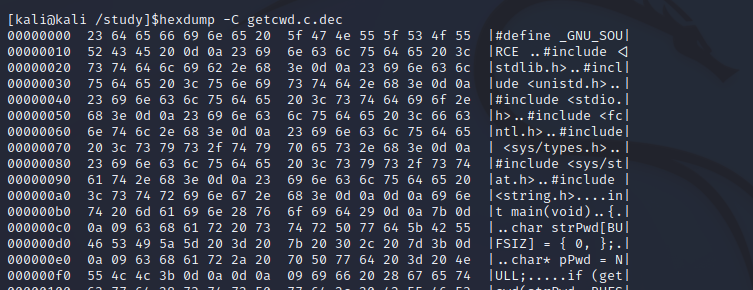 [kali@kali /study]$hexdump -C getcwd.c.dec
00000000  23 64 65 66 69 6e 65 20  5f 47 4e 55 5f 53 4f 55  |#define _GNU_SOU|
00000010  52 43 45 20 0d 0a 23 69  6e 63 6c 75 64 65 20 3c  |RCE ..#include <|
00000020  73 74 64 6c 69 62 2e 68  3e 0d 0a 23 69 6e 63 6c  |stdlib.h>..#incl|
00000030  75 64 65 20 3c 75 6e 69  73 74 64 2e 68 3e 0d 0a  |ude <unistd.h>..|
00000040  23 69 6e 63 6c 75 64 65  20 3c 73 74 64 69 6f 2e  |#include <stdio.|
00000050  68 3e 0d 0a 23 69 6e 63  6c 75 64 65 20 3c 66 63  |h>..#include <fc|
00000060  6e 74 6c 2e 68 3e 0d 0a  23 69 6e 63 6c 75 64 65  |ntl.h>..#include|
00000070  20 3c 73 79 73 2f 74 79  70 65 73 2e 68 3e 0d 0a  | <sys/types.h>..|
00000080  23 69 6e 63 6c 75 64 65  20 3c 73 79 73 2f 73 74  |#include <sys/st|
00000090  61 74 2e 68 3e 0d 0a 23  69 6e 63 6c 75 64 65 20  |at.h>..#include |
000000a0  3c 73 74 72 69 6e 67 2e  68 3e 0d 0a 0d 0a 69 6e  |<string.h>....in|
000000b0  74 20 6d 61 69 6e 28 76  6f 69 64 29 0d 0a 7b 0d  |t main(void)..{.|
000000c0  0a 09 63 68 61 72 20 73  74 72 50 77 64 5b 42 55  |..char strPwd[BU|
000000d0  46 53 49 5a 5d 20 3d 20  7b 20 30 2c 20 7d 3b 0d  |FSIZ] = { 0, };.|
000000e0  0a 09 63 68 61 72 2a 20  70 50 77 64 20 3d 20 4e  |..char* pPwd = N|
000000f0  55 4c 4c 3b 0d 0a 0d 0a  09 69 66 20 28 67 65 74  |ULL;.....if (get|